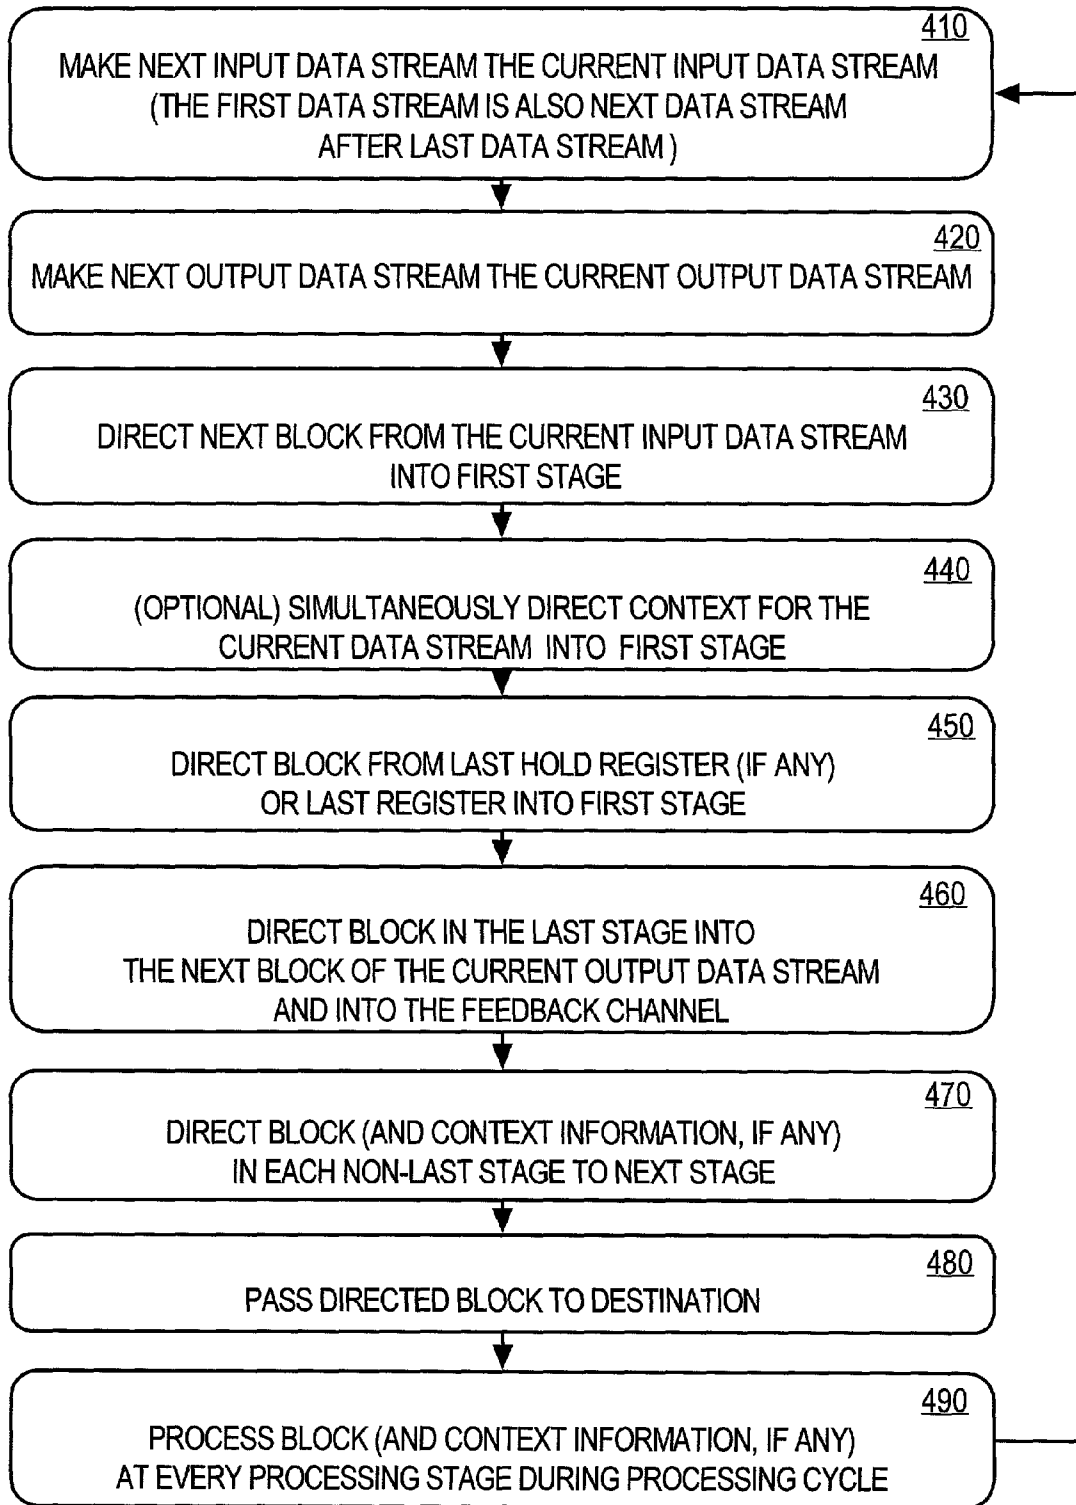 410
MAKE NEXT INPUT DATA STREAM THE CURRENT INPUT DATA STREAM
(THE FIRST DATA STREAM IS ALSO NEXT DATA STREAM
AFTER LAST DATA STREAM)
420
MAKE NEXT OUTPUT DATA STREAM THE CURRENT OUTPUT DATA STREAM
430
DIRECT NEXT BLOCK FROM THE CURRENT INPUT DATA STREAM
INTO FIRST STAGE
440
(OPTIONAL) SIMULTANEOUSLY DIRECT CONTEXT FOR THE
CURRENT DATA STREAM INTO FIRST STAGE
450
DIRECT BLOCK FROM LAST HOLD REGISTER (IF ANY)
OR LAST REGISTER INTO FIRST STAGE
460
DIRECT BLOCK IN THE LAST STAGE INTO
THE NEXT BLOCK OF THE CURRENT OUTPUT DATA STREAM
AND INTO THE FEEDBACK CHANNEL
470
DIRECT BLOCK (AND CONTEXT INFORMATION, IF ANY)
IN EACH NON-LAST STAGE TO NEXT STAGE
480
PASS DIRECTED BLOCK TO DESTINATION
490
PROCESS BLOCK (AND CONTEXT INFORMATION, IF ANY)
AT EVERY PROCESSING STAGE DURING PROCESSING CYCLE